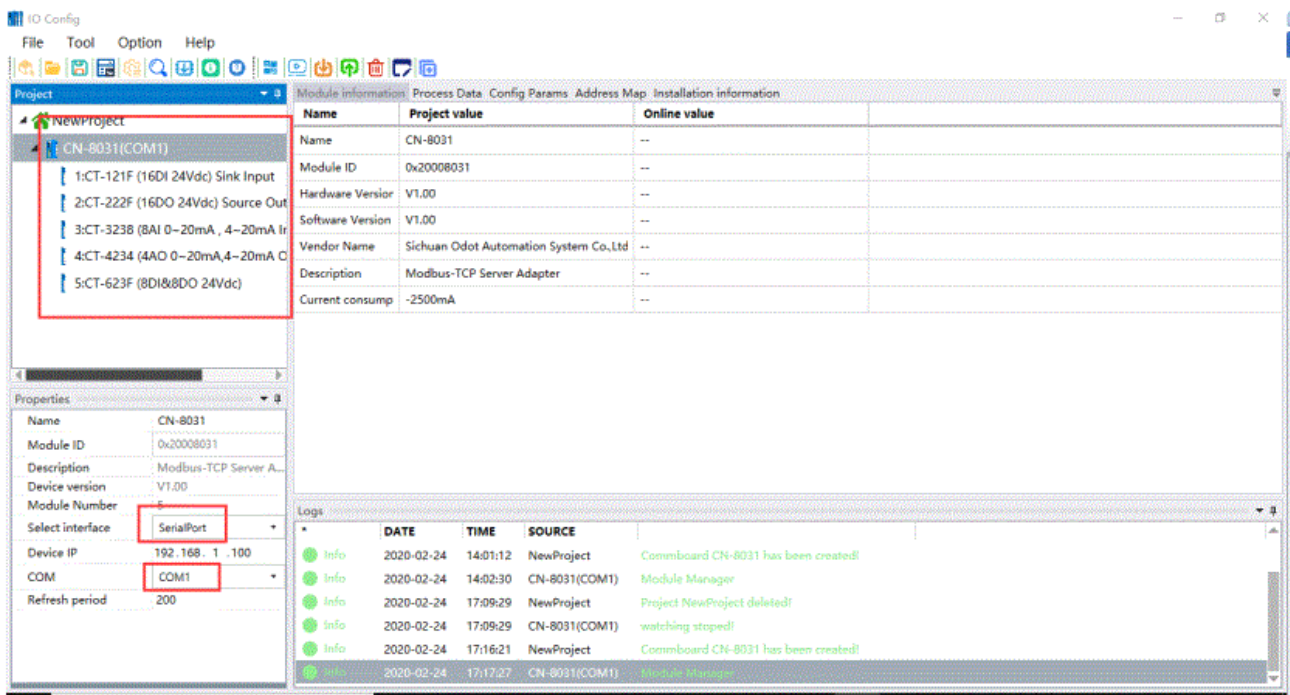 IO Config
File Tool Option Help
Project
NewProject
CN-8031(COM1)
1:CT-121F (16DI 24Vdc) Sink Input
2:CT-222F (16DO 24Vdc) Source Out
3:CT-3238 (8AI 0~20mA , 4~20mA Ir
4:CT-4234 (4AO 0~20mA,4~20mA O
5:CT-623F (8DI&8DO 24Vdc)
Module information Process Data Config Params Address Map Installation information
Name Project value Online value
Name CN-8031 --
Module ID 0x20008031 --
Hardware Versior V1.00 --
Software Version V1.00 --
Vendor Name Sichuan Odot Automation System Co.,Ltd --
Description Modbus-TCP Server Adapter --
Current consump -2500mA --
Properties
Name CN-8031
Module ID 0x20008031
Description Modbus-TCP Server A...
Device version V1.00
Module Number 5
Select interface SerialPort
Device IP 192.168. 1 .100
COM COM1
Refresh period 200
Logs
* DATE TIME SOURCE
Info 2020-02-24 14:01:12 NewProject Commboard CN-8031 has been created!
Info 2020-02-24 14:02:30 CN-8031(COM1) Module Manager
Info 2020-02-24 17:09:29 NewProject Project NewProject deleted!
Info 2020-02-24 17:09:29 CN-8031(COM1) watching stoped!
Info 2020-02-24 17:16:21 NewProject Commboard CN-8031 has been created!
Info 2020-02-24 17:17:27 CN-8031(COM1) Module Manager